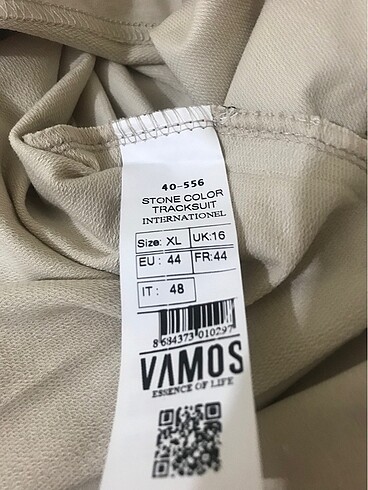 40-556
STONE COLOR
TRACKSUIT
INTERNATIONEL
Size: XL UK:16
EU : 44 FR:44
IT : 48
8 684373 010297
VAMOS
ESSENCE OF LIFE